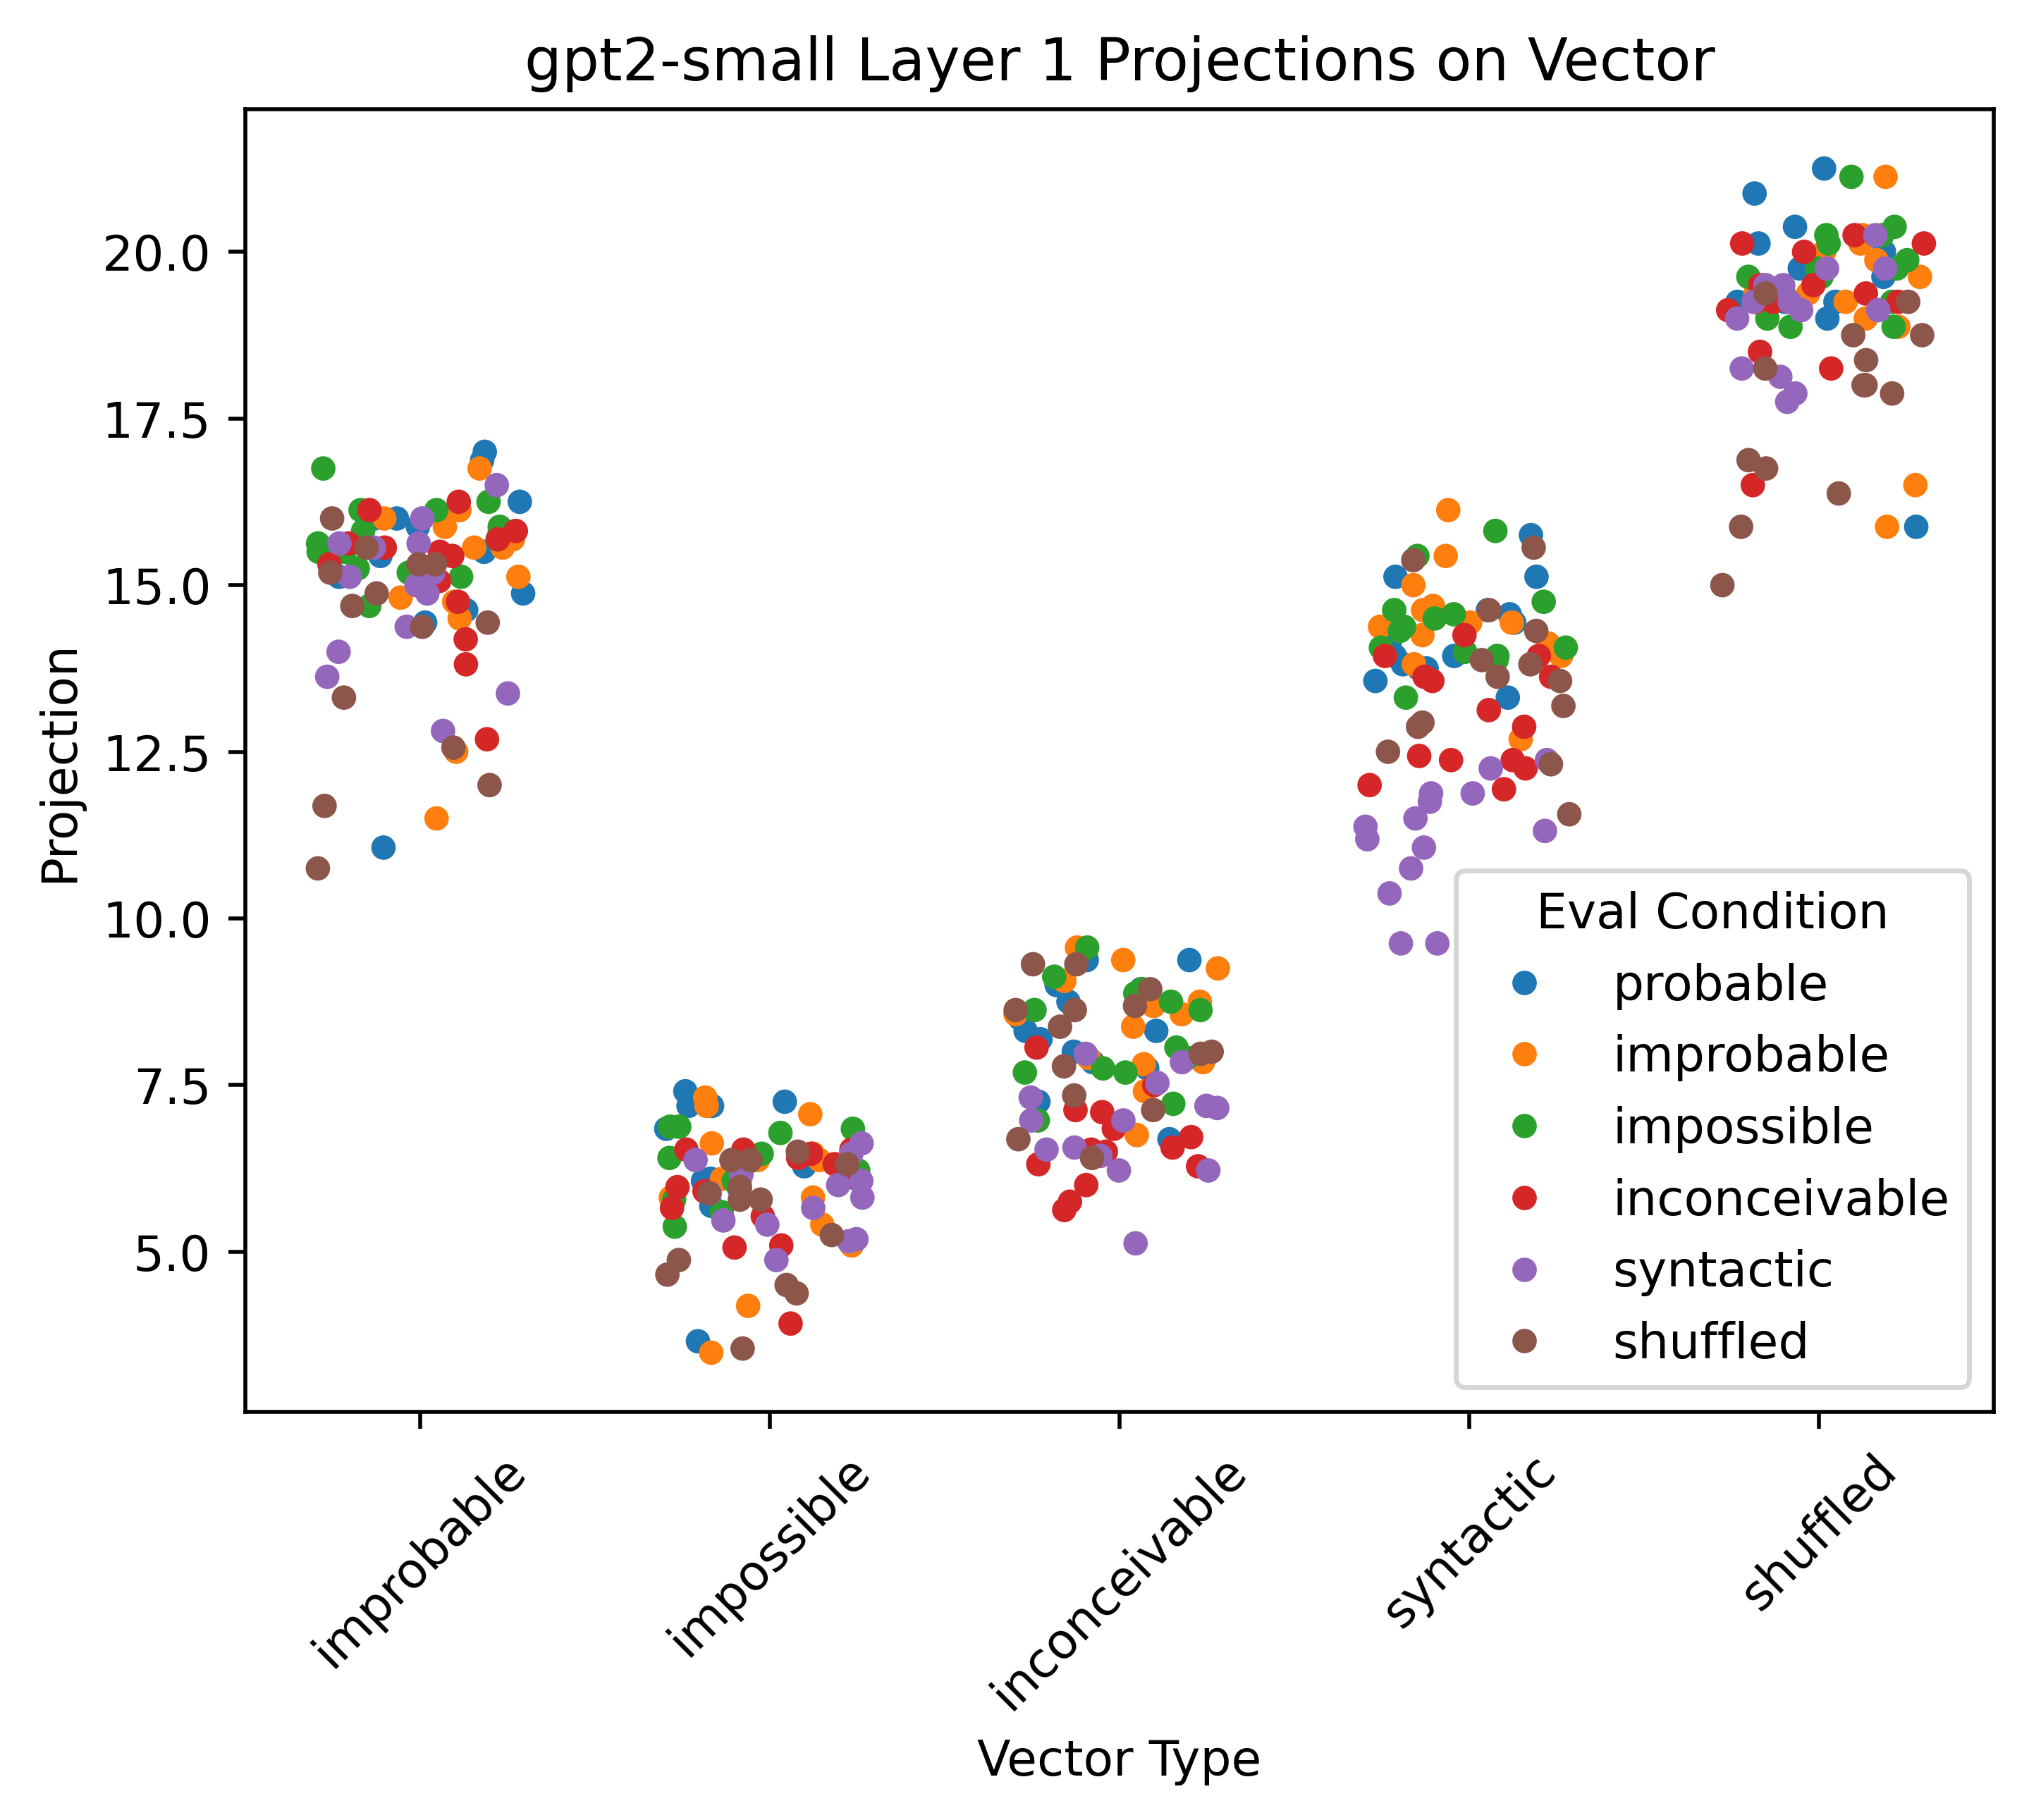 gpt2-small Layer 1 Projections on Vector
Projection
20.0
17.5
15.0
12.5
10.0
7.5
5.0
Eval Condition
probable
improbable
impossible
inconceivable
syntactic
shuffled
improbable
impossible
inconceivable
syntactic
shuffled
Vector Type